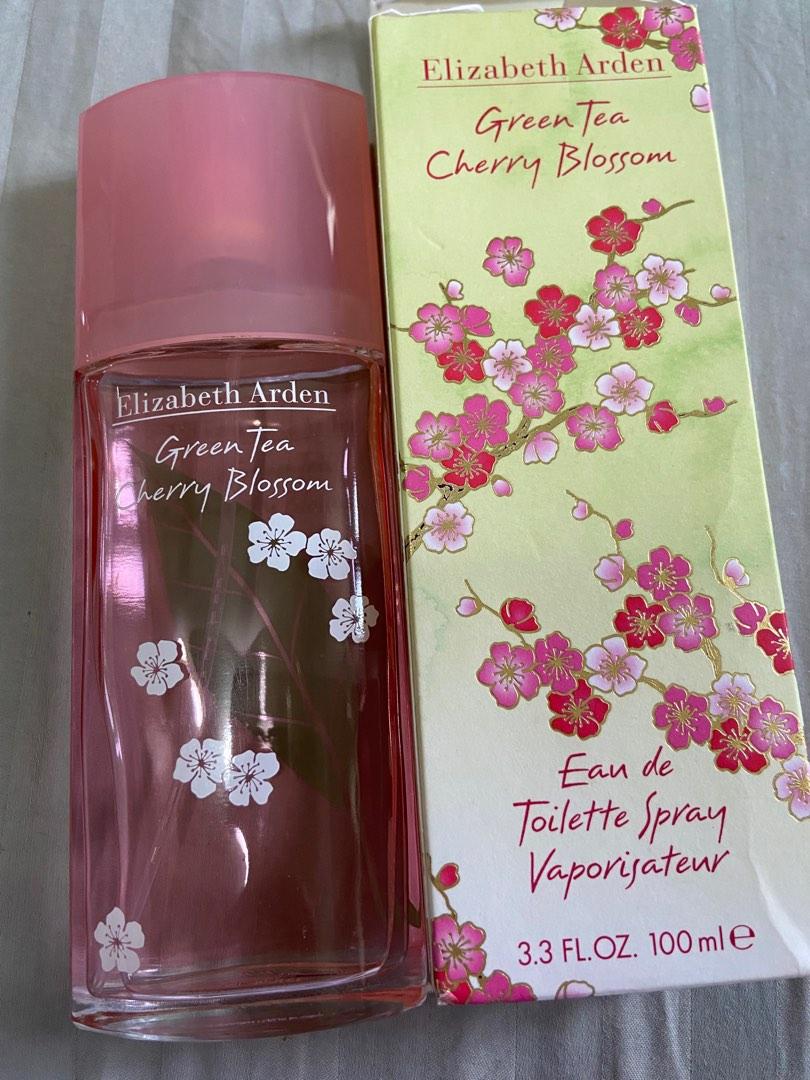 Elizabeth Arden
Green Tea
Cherry Blossom
Elizabeth Arden
Green Tea
Cherry Blossom
Eau de
Toilette Spray
Vaporisateur
3.3 FL.OZ. 100 ml ℮